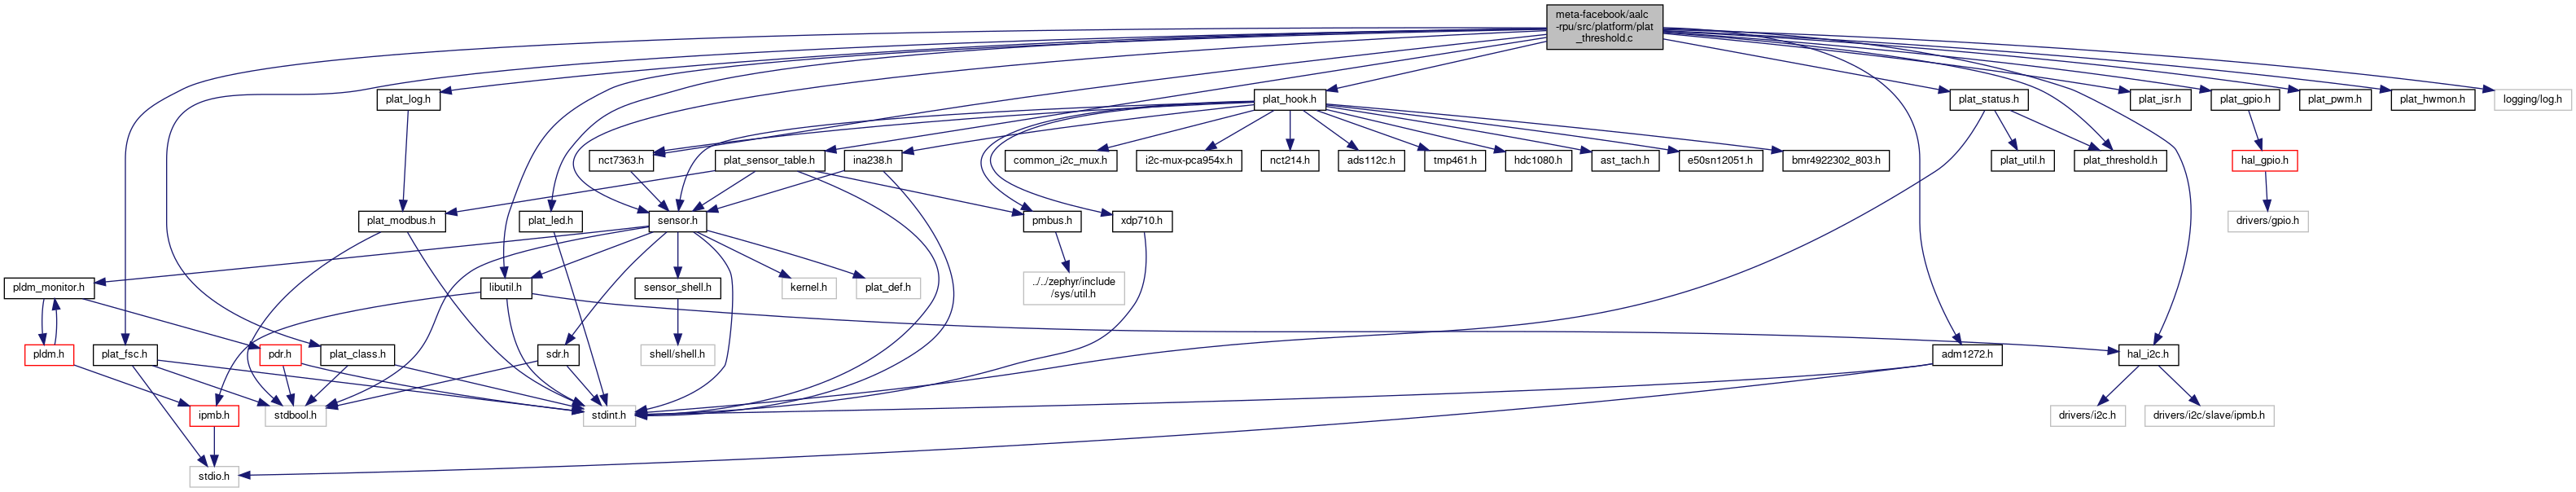 meta-facebook/aalc
-rpu/src/platform/plat
_threshold.c
plat_log.h
plat_hook.h
plat_status.h
plat_isr.h
plat_gpio.h
plat_pwm.h
plat_hwmon.h
logging/log.h
nct7363.h
plat_sensor_table.h
ina238.h
common_i2c_mux.h
i2c-mux-pca954x.h
nct214.h
ads112c.h
tmp461.h
hdc1080.h
ast_tach.h
e50sn12051.h
bmr4922302_803.h
plat_util.h
plat_threshold.h
hal_gpio.h
plat_modbus.h
plat_led.h
sensor.h
pmbus.h
xdp710.h
drivers/gpio.h
pldm_monitor.h
libutil.h
sensor_shell.h
kernel.h
plat_def.h
../../zephyr/include
/sys/util.h
pldm.h
plat_fsc.h
pdr.h
plat_class.h
sdr.h
shell/shell.h
adm1272.h
hal_i2c.h
ipmb.h
stdbool.h
stdint.h
drivers/i2c.h
drivers/i2c/slave/ipmb.h
stdio.h